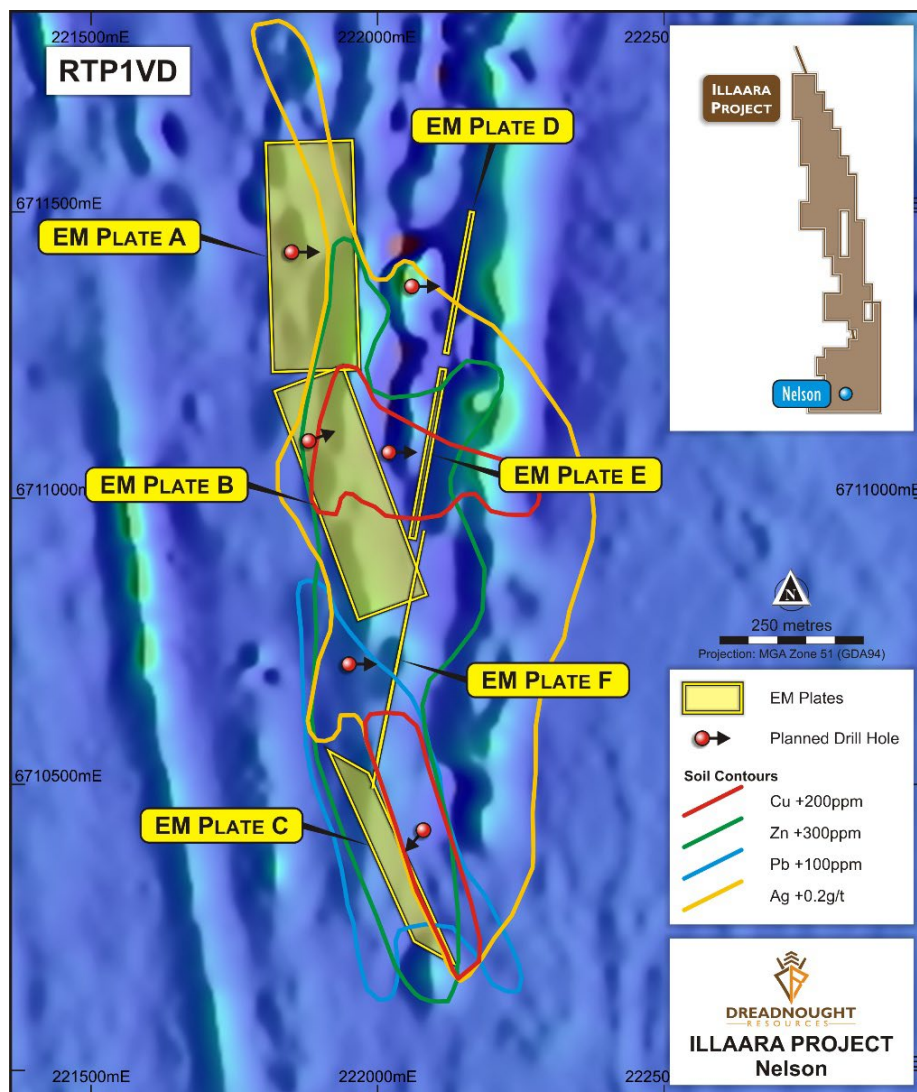 221500mE
222000mE
22250
RTP1VD
ILLAARA
PROJECT
EM PLATE D
6711500mE
EM PLATE A
Nelson
EM PLATE B
EM PLATE E
6711000m
6711000mE
N
250 metres
Projection: MGA Zone 51 (GDA94)
EM PLATE F
EM Plates
Planned Drill Hole
6710500mE
Soil Contours
EM PLATE C
Cu +200ppm
Zn +300ppm
Pb +100ppm
Ag +0.2g/t
DREADNOUGHT
RESOURCES
ILLAARA PROJECT
Nelson
221500mE
222000mE
22250